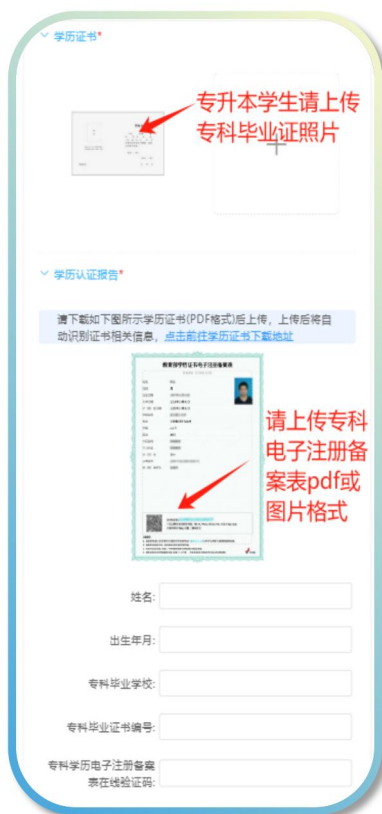 学历证书*
专升本学生请上传
专科毕业证照片
学历认证报告*
请下载如下图所示学历证书(PDF格式)后上传，上传后将自
动识别证书相关信息，点击前往学历证书下载地址
教育部学历证书电子注册备案表
请上传专科
电子注册备
案表pdf或
图片格式
姓名:
出生年月:
专科毕业学校:
专科毕业证书编号:
专科学历电子注册备案
表在线验证码: